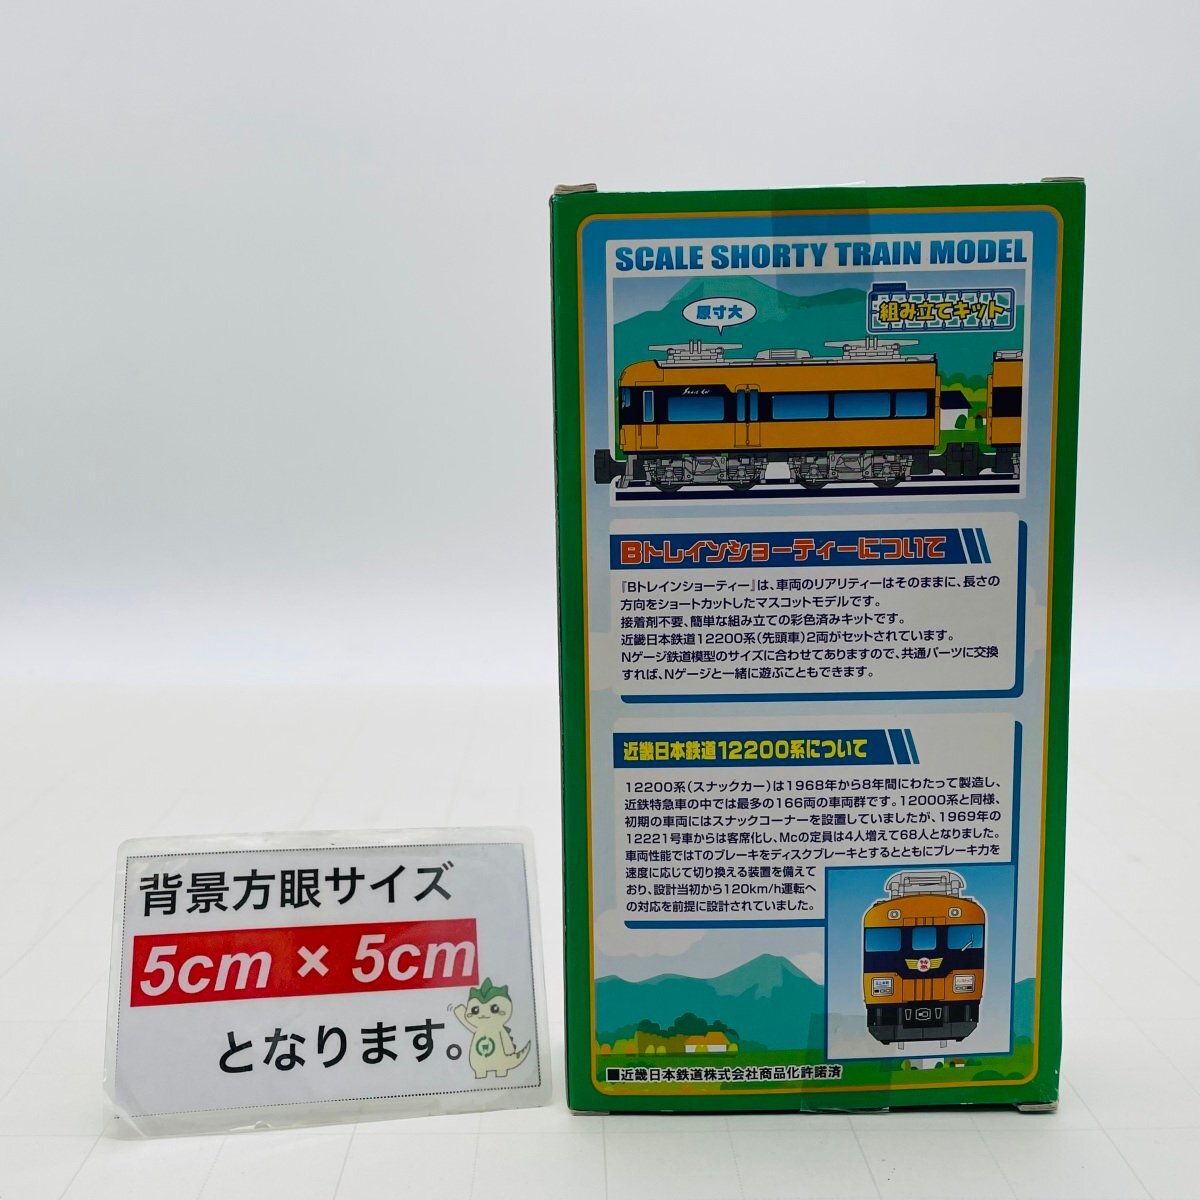 SCALE SHORTY TRAIN MODEL
原寸大
組み立てキット
Snack Car
Bトレインショーティーについて
『Bトレインショーティー』は、車両のリアリティーはそのままに、長さの
方向をショートカットしたマスコットモデルです。
接着剤不要、簡単な組み立ての彩色済みキットです。
近畿日本鉄道12200系(先頭車)2両がセットされています。
Nゲージ鉄道模型のサイズに合わせてありますので、共通パーツに交換
すれば、Nゲージと一緒に遊ぶこともできます。
近畿日本鉄道12200系について
12200系(スナックカー)は1968年から8年間にわたって製造し、
近鉄特急車の中では最多の166両の車両群です。12000系と同様、
初期の車両にはスナックコーナーを設置していましたが、1969年の
12221号車からは客席化し、Mcの定員は4人増えて68人となりました。
車両性能ではTのブレーキをディスクブレーキとするとともにブレーキ力を
速度に応じて切り換える装置を備えて
おり、設計当初から120km/h運転へ
の対応を前提に設計されていました。
特急
■近畿日本鉄道株式会社商品化許諾済
背景方眼サイズ
5cm × 5cm
となります。